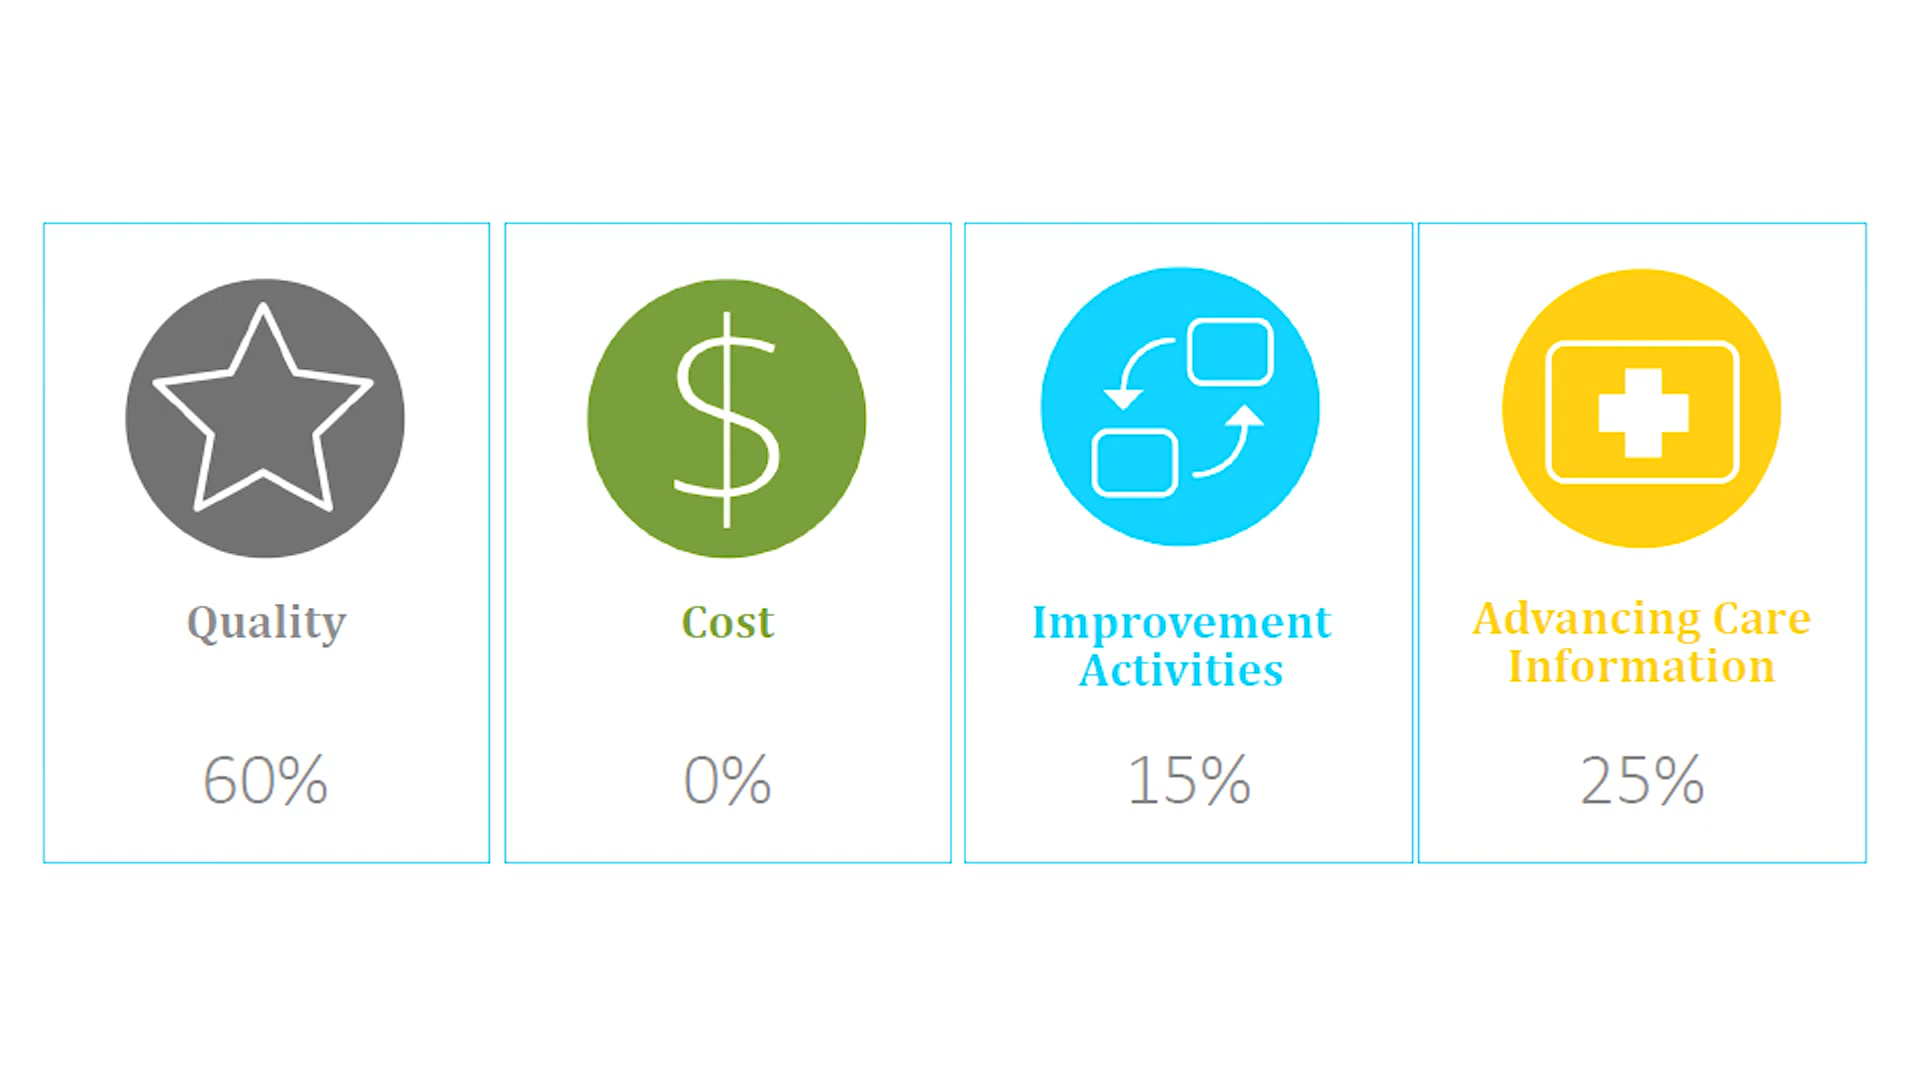 Quality
60%
Cost
0%
Improvement
Activities
15%
Advancing Care
Information
25%